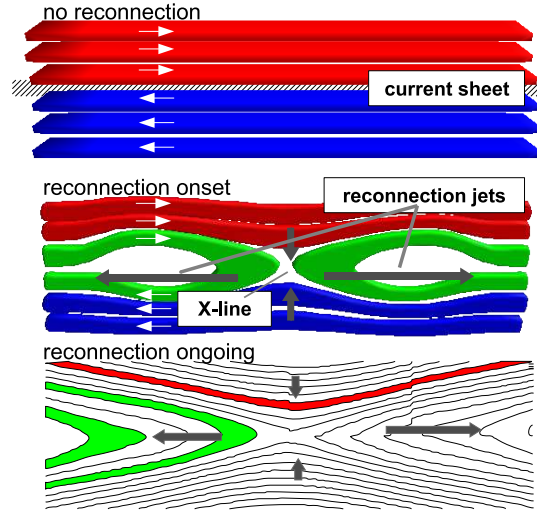 no reconnection
current sheet
reconnection onset
reconnection jets
X-line
reconnection ongoing